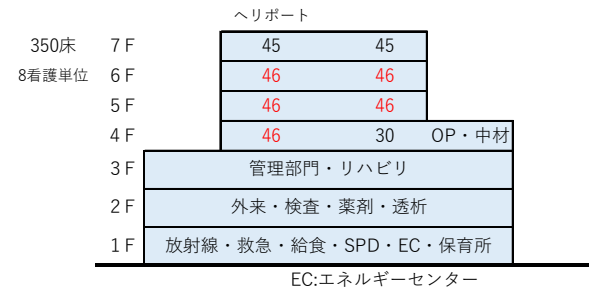 ヘリポート
350床 7F 45 45
8看護単位 6F 46 46
5F 46 46
4F 46 30 OP・中材
3F 管理部門・リハビリ
2F 外来・検査・薬剤・透析
1F 放射線・救急・給食・SPD・EC・保育所
EC:エネルギーセンター